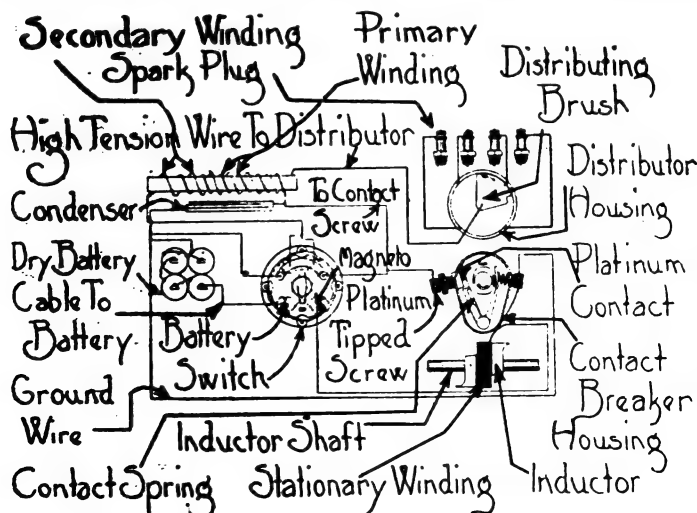 Secondary Winding
Spark Plug
Primary
Winding
Distributing
Brush
High Tension Wire To Distributor
Distributor
Housing
Condenser
To Contact
Screw
Magneto
Dry Battery
Cable To
Battery
Battery
Switch
Platinum
Tipped
Screw
Platinum
Contact
Contact
Breaker
Housing
Ground
Wire
Inductor Shaft
Contact Spring
Stationary Winding
Inductor